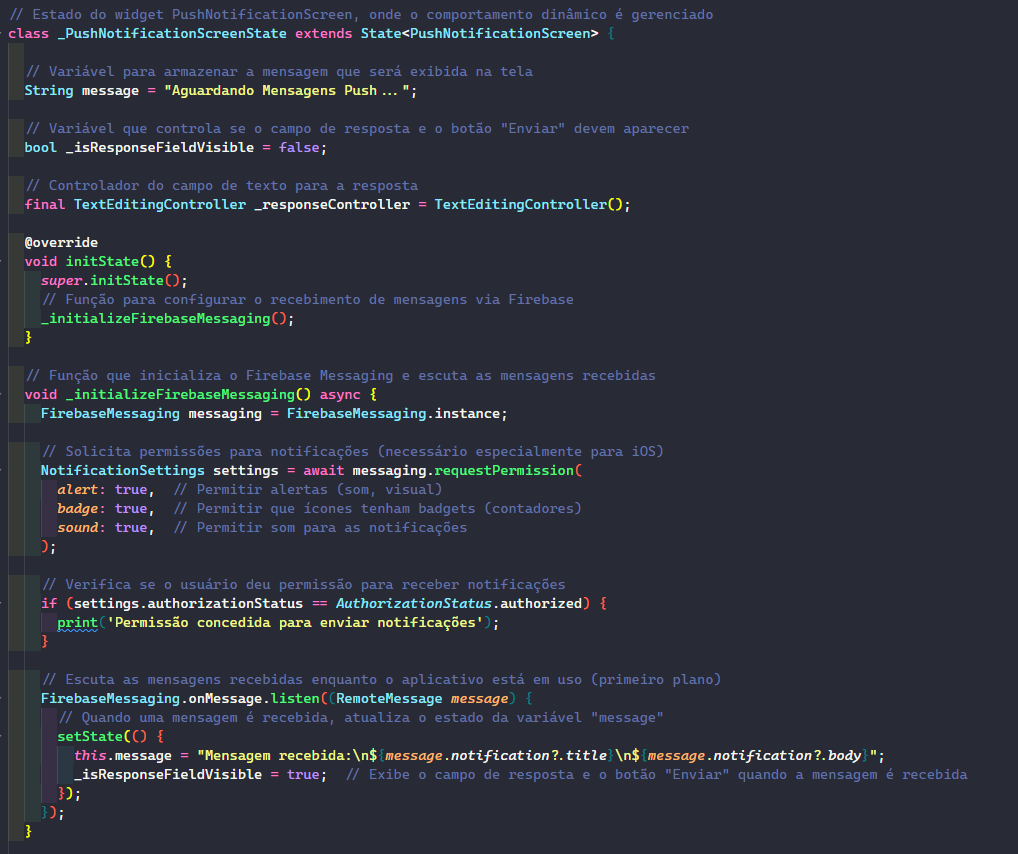 // Estado do widget PushNotificationScreen, onde o comportamento dinâmico é gerenciado
class _PushNotificationScreenState extends State<PushNotificationScreen> {
// Variável para armazenar a mensagem que será exibida na tela
String message = "Aguardando Mensagens Push...";
// Variável que controla se o campo de resposta e o botão "Enviar" devem aparecer
bool _isResponseFieldVisible = false;
// Controlador do campo de texto para a resposta
final TextEditingController _responseController = TextEditingController();
@override
void initState() {
super.initState();
// Função para configurar o recebimento de mensagens via Firebase
_initializeFirebaseMessaging();
}
// Função que inicializa o Firebase Messaging e escuta as mensagens recebidas
void _initializeFirebaseMessaging() async {
FirebaseMessaging messaging = FirebaseMessaging.instance;
// Solicita permissões para notificações (necessário especialmente para iOS)
NotificationSettings settings = await messaging.requestPermission(
alert: true,  // Permitir alertas (som, visual)
badge: true,  // Permitir que ícones tenham badgets (contadores)
sound: true,  // Permitir som para as notificações
);
// Verifica se o usuário deu permissão para receber notificações
if (settings.authorizationStatus == AuthorizationStatus.authorized) {
print('Permissão concedida para enviar notificações');
}
// Escuta as mensagens recebidas enquanto o aplicativo está em uso (primeiro plano)
FirebaseMessaging.onMessage.listen((RemoteMessage message) {
// Quando uma mensagem é recebida, atualiza o estado da variável "message"
setState(() {
this.message = "Mensagem recebida:\n${message.notification?.title}\n${message.notification?.body}";
_isResponseFieldVisible = true;  // Exibe o campo de resposta e o botão "Enviar" quando a mensagem é recebida
});
});
}